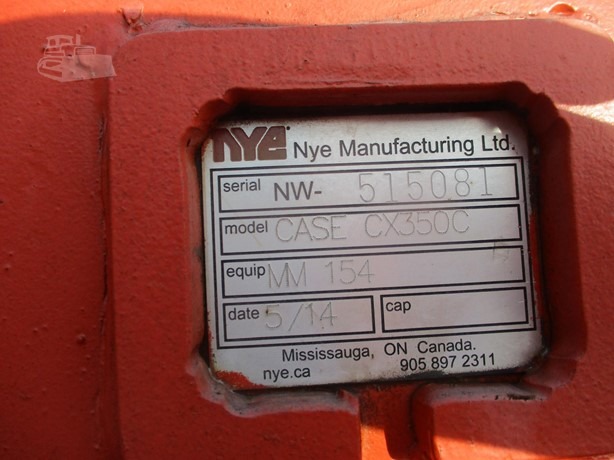 NYE Nye Manufacturing Ltd.
serial NW- 515081
model CASE CX350C
equip MM 154
date 5/14 cap
Mississauga, ON Canada.
nye.ca 905 897 2311